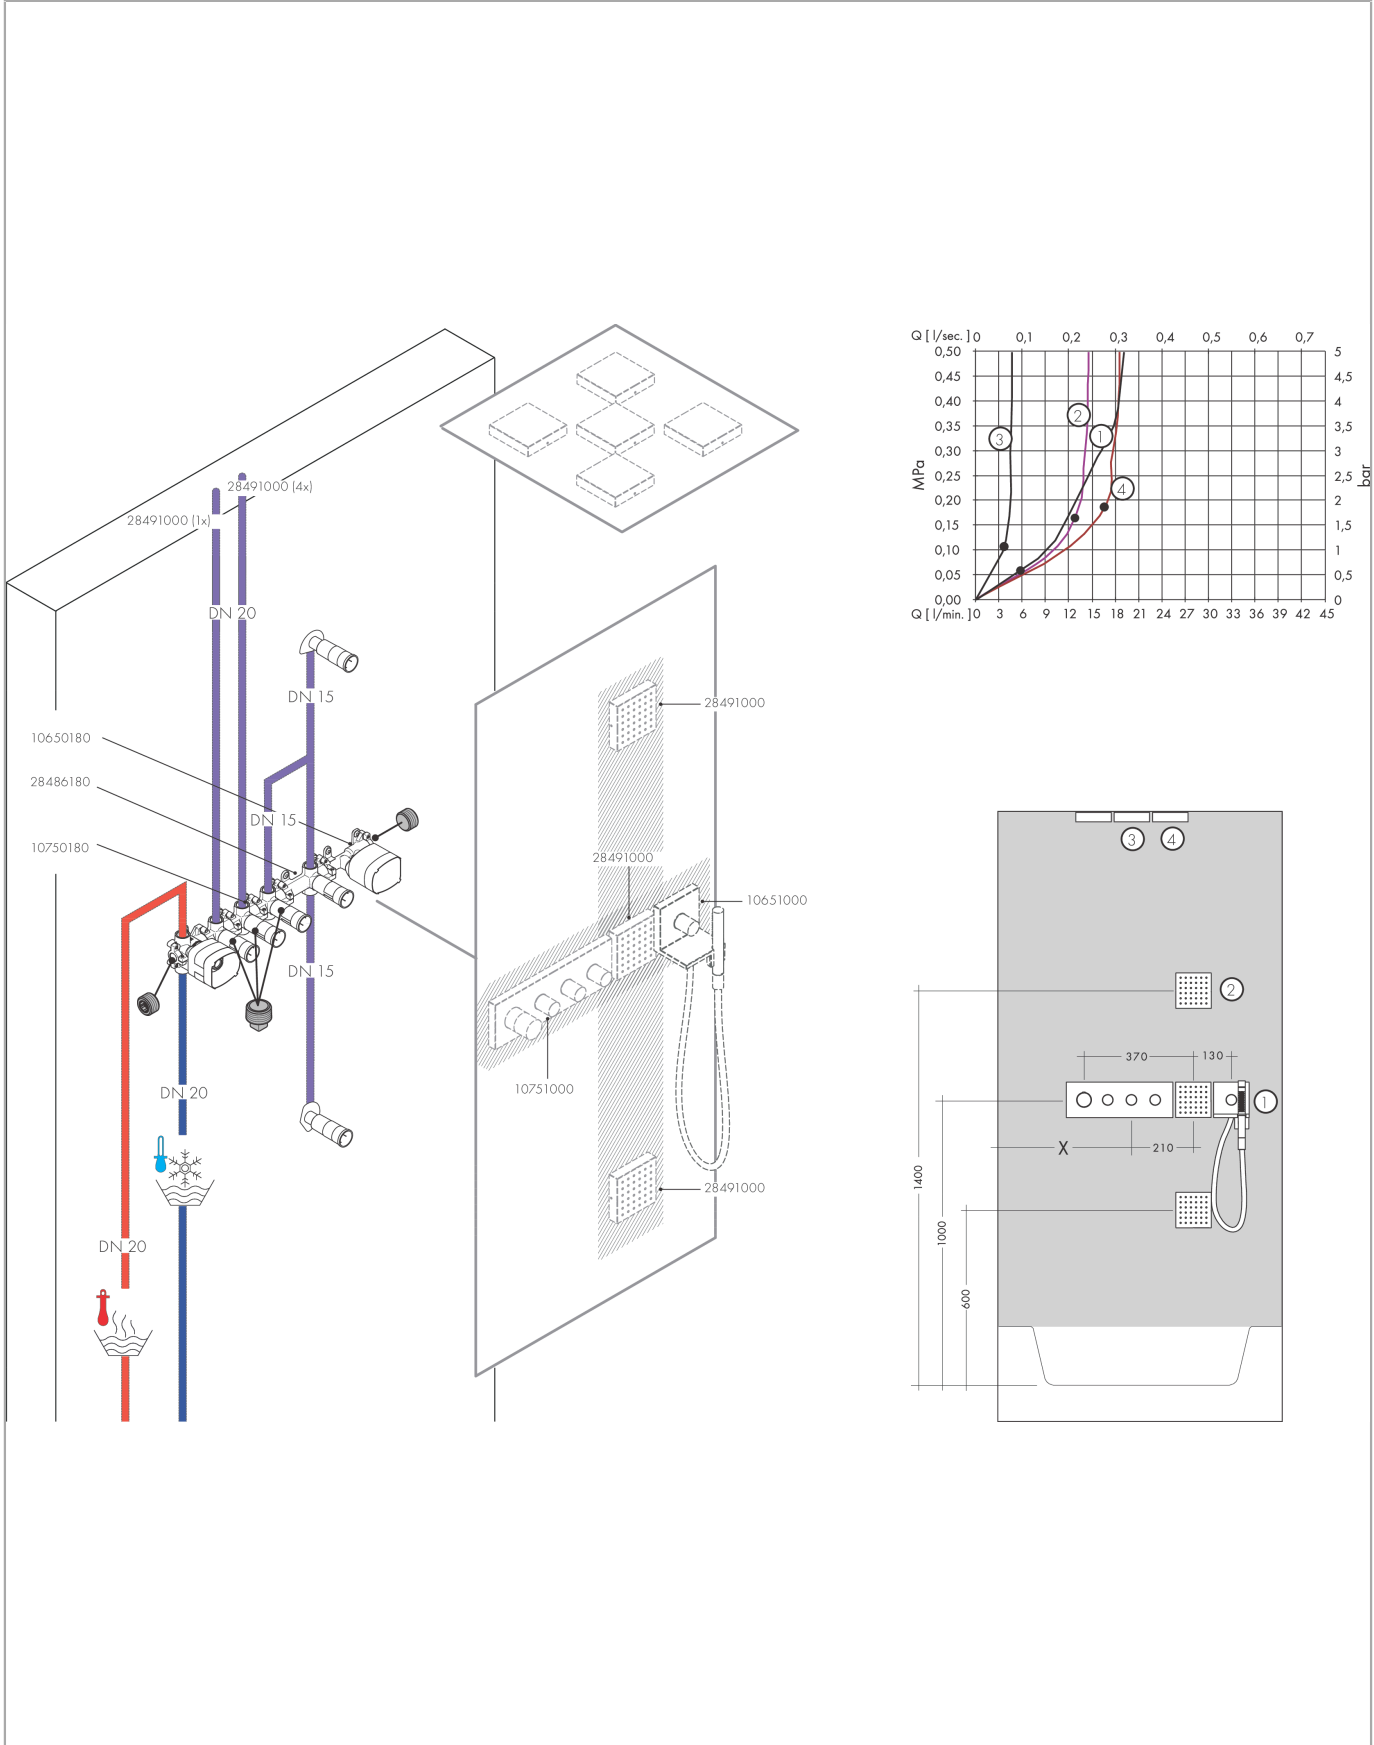 28491000 (4x)
28491000 (1x)
DN 20
DN 15
10650180
28486180
DN 15
10750180
DN 15
DN 20
DN 20
28491000
28491000
10651000
10751000
28491000
Q [ l/sec. ] 0 0,1 0,2 0,3 0,4 0,5 0,6 0,7
0,50 5
0,45 4,5
0,40 4
0,35 3,5
0,30 3
0,25 2,5
0,20 2
0,15 1,5
0,10 1
0,05 0,5
0,00 0
Q [ l/min. ] 0 3 6 9 12 15 18 21 24 27 30 33 36 39 42 45
MPa
bar
2
1
3
4
3 4
2
370 130
1
X 210
1400
1000
600